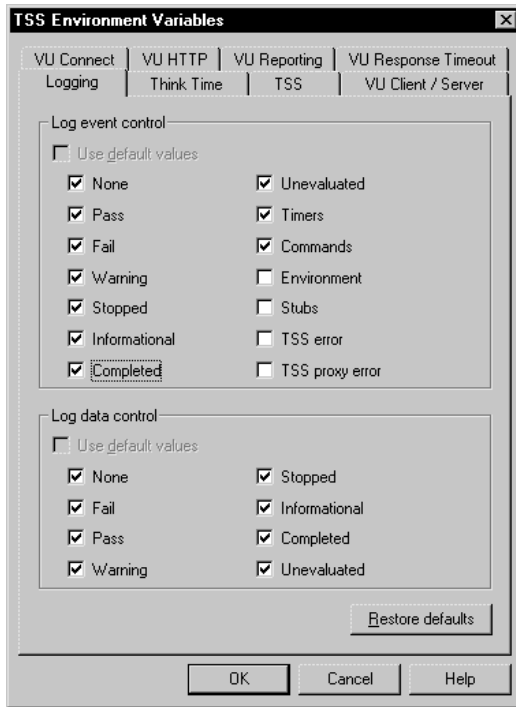 TSS Environment Variables
VU Connect VU HTTP VU Reporting VU Response Timeout
Logging Think Time TSS VU Client / Server
Log event control
Use default values
None Unevaluated
Pass Timers
Fail Commands
Warning Environment
Stopped Stubs
Informational TSS error
Completed TSS proxy error
Log data control
Use default values
None Stopped
Fail Informational
Pass Completed
Warning Unevaluated
Restore defaults
OK Cancel Help